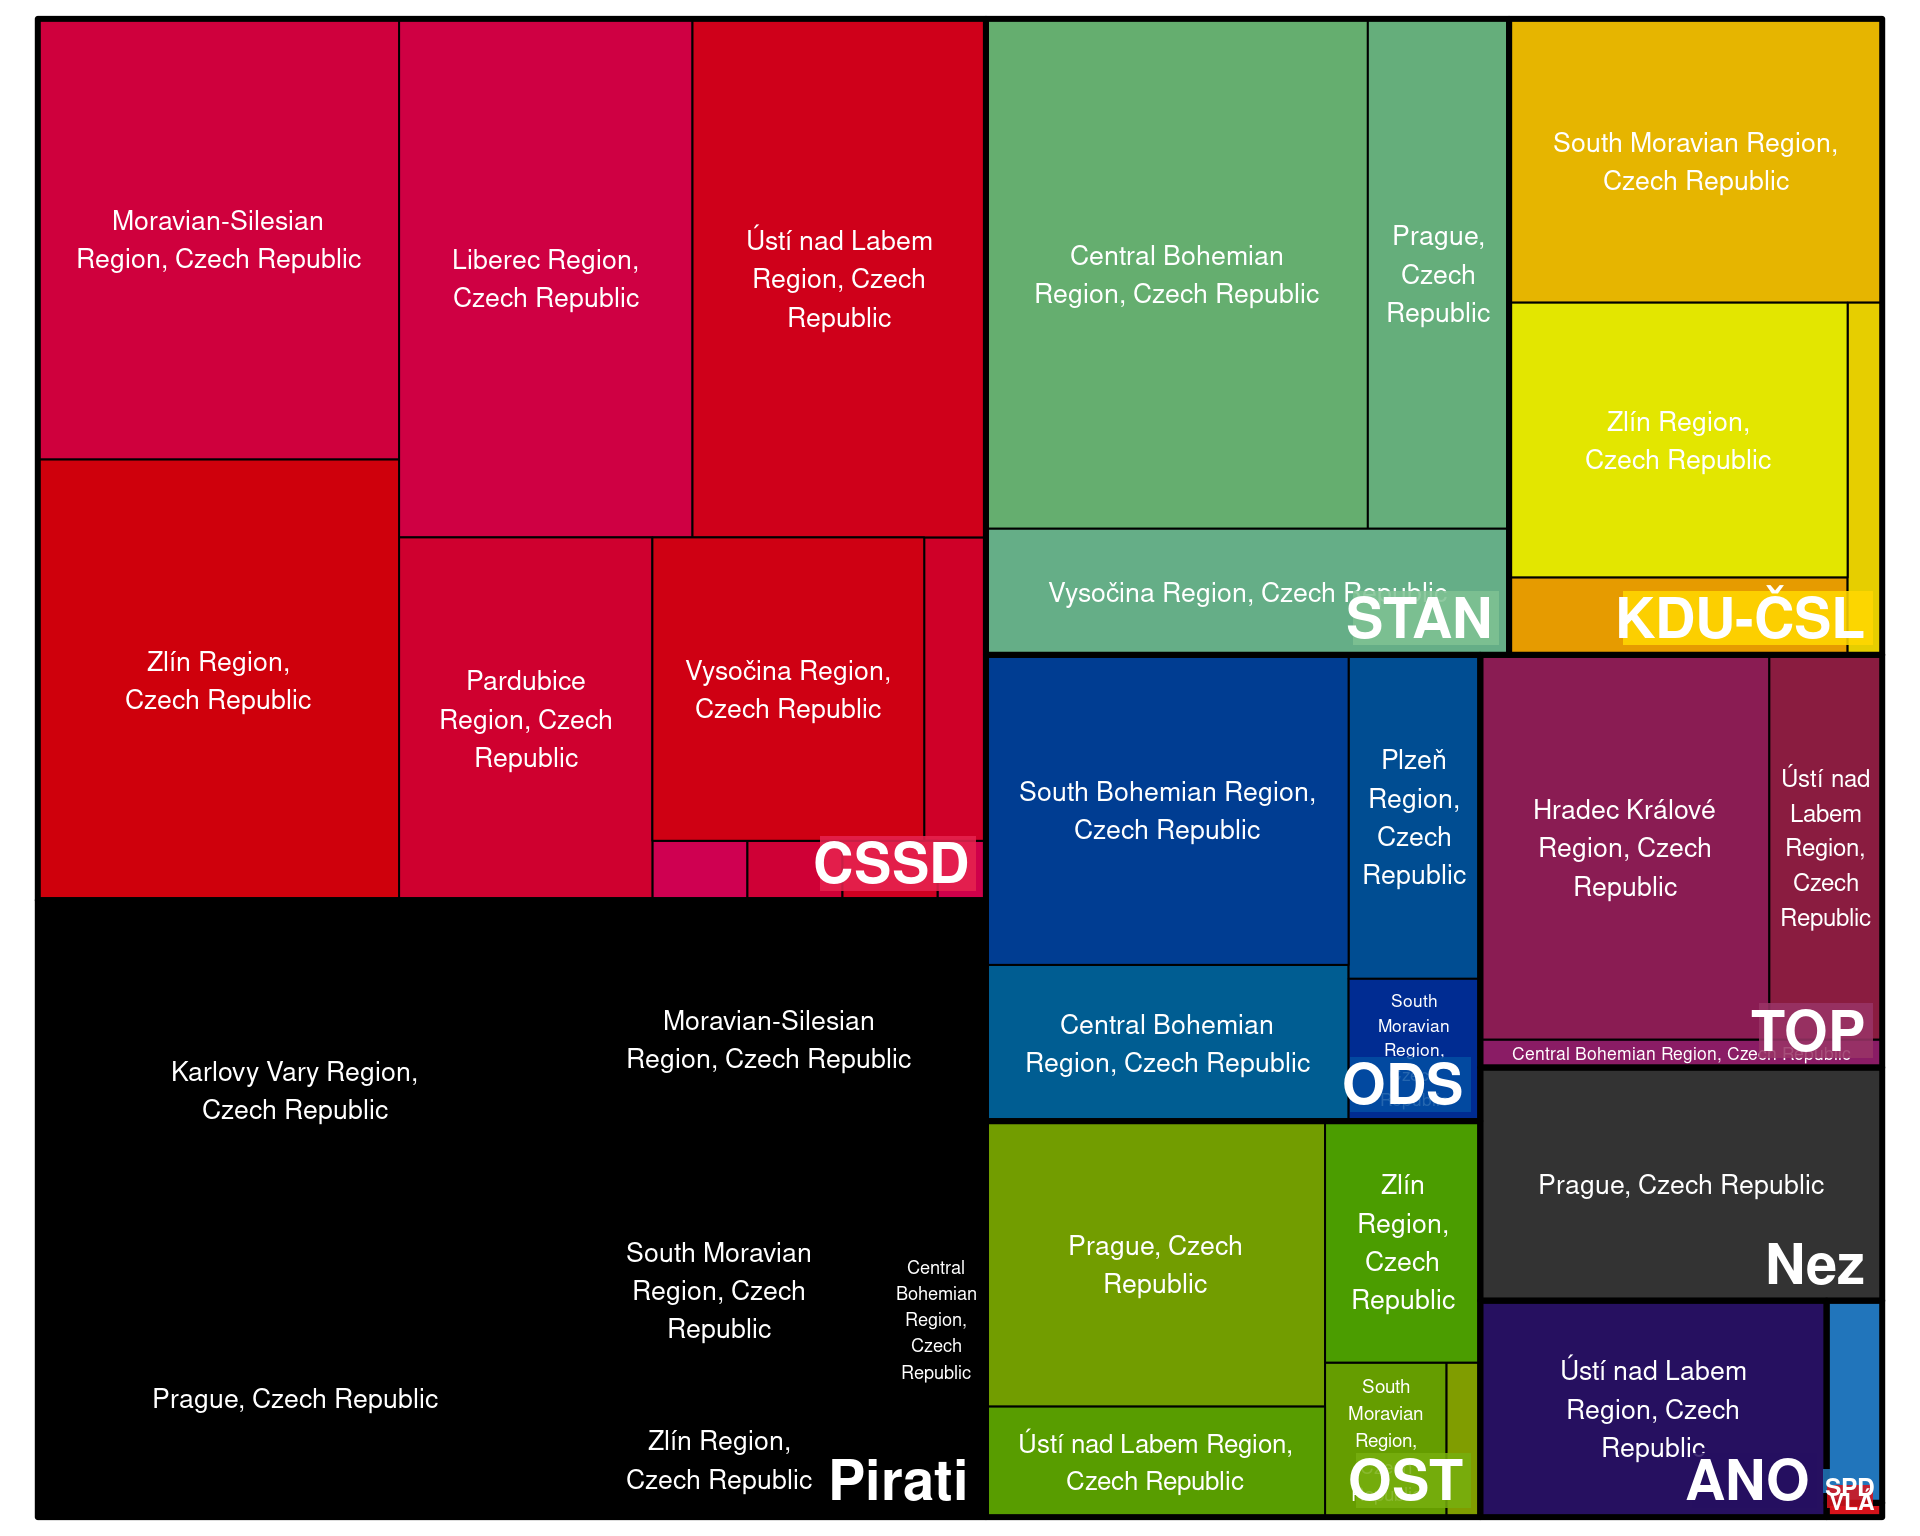 Moravian-Silesian
Region, Czech Republic
Liberec Region,
Czech Republic
Ústí nad Labem
Region, Czech
Republic
Zlín Region,
Czech Republic
Pardubice
Region, Czech
Republic
Vysočina Region,
Czech Republic
CSSD
Karlovy Vary Region,
Czech Republic
Moravian-Silesian
Region, Czech Republic
Prague, Czech Republic
South Moravian
Region, Czech
Republic
Central
Bohemian
Region,
Czech
Republic
Zlín Region,
Czech Republic
Pirati
Central Bohemian
Region, Czech Republic
Prague,
Czech
Republic
Vysočina Region, Czech Republic
STAN
South Moravian Region,
Czech Republic
Zlín Region,
Czech Republic
KDU-ČSL
South Bohemian Region,
Czech Republic
Plzeň
Region,
Czech
Republic
Central Bohemian
Region, Czech Republic
South
Moravian
Region,
ODS
Hradec Králové
Region, Czech
Republic
Ústí nad
Labem
Region,
Czech
Republic
Central Bohemian Region, Czech Republic
TOP
Prague, Czech Republic
Nez
Prague, Czech
Republic
Zlín
Region,
Czech
Republic
Ústí nad Labem Region,
Czech Republic
South
Moravian
Region,
OST
Ústí nad Labem
Region, Czech
Republic
ANO
SPD
VLA